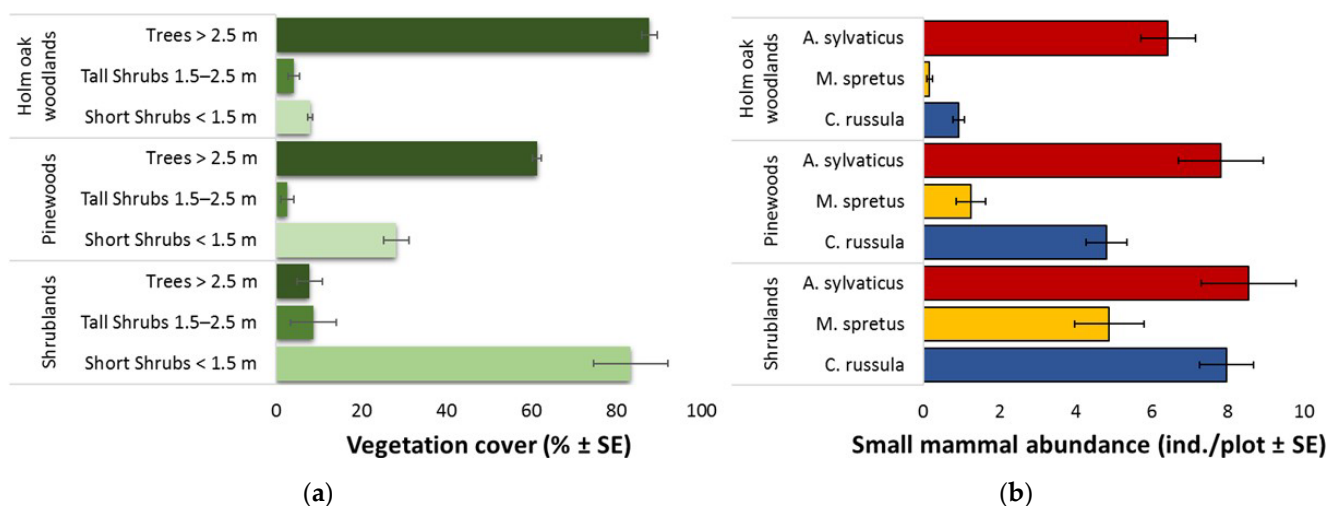 Holm oak
woodlands
Trees > 2.5 m
Tall Shrubs 1.5–2.5 m
Short Shrubs < 1.5 m
Pinewoods
Trees > 2.5 m
Tall Shrubs 1.5–2.5 m
Short Shrubs < 1.5 m
Shrublands
Trees > 2.5 m
Tall Shrubs 1.5–2.5 m
Short Shrubs < 1.5 m
0 20 40 60 80 100
Vegetation cover (% ± SE)
(a)
Holm oak
woodlands
A. sylvaticus
M. spretus
C. russula
Pinewoods
A. sylvaticus
M. spretus
C. russula
Shrublands
A. sylvaticus
M. spretus
C. russula
0 2 4 6 8 10
Small mammal abundance (ind./plot ± SE)
(b)